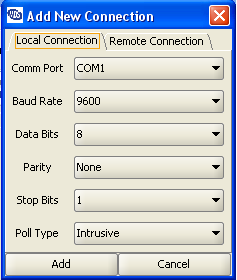 Add New Connection
Local Connection Remote Connection
Comm Port COM1
Baud Rate 9600
Data Bits 8
Parity None
Stop Bits 1
Poll Type Intrusive
Add Cancel